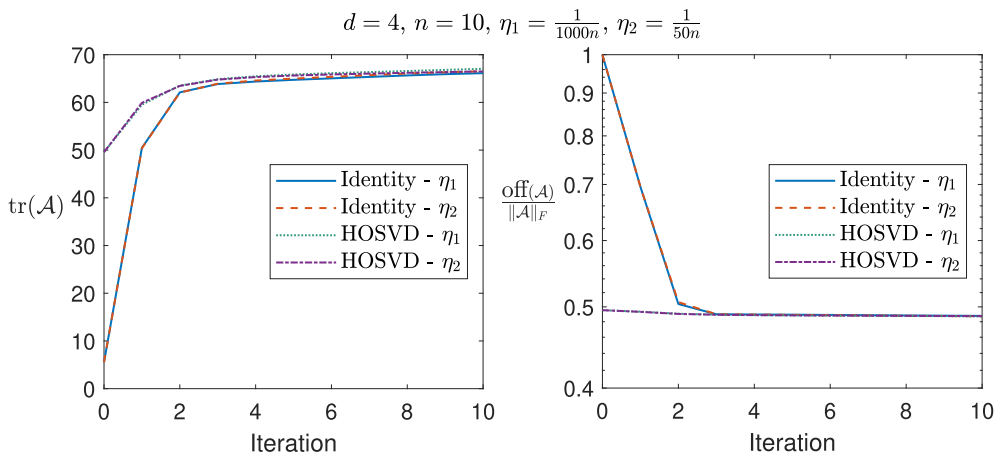 d = 4, n = 10, η₁ = 1/1000n, η₂ = 1/50n
70
60
50
40
30
20
10
0
tr(𝒜)
0 2 4 6 8 10
Iteration
Identity - η₁
Identity - η₂
HOSVD - η₁
HOSVD - η₂
1
0.9
0.8
0.7
0.6
0.5
0.4
off(𝒜)
‖𝒜‖F
0 2 4 6 8 10
Iteration
Identity - η₁
Identity - η₂
HOSVD - η₁
HOSVD - η₂